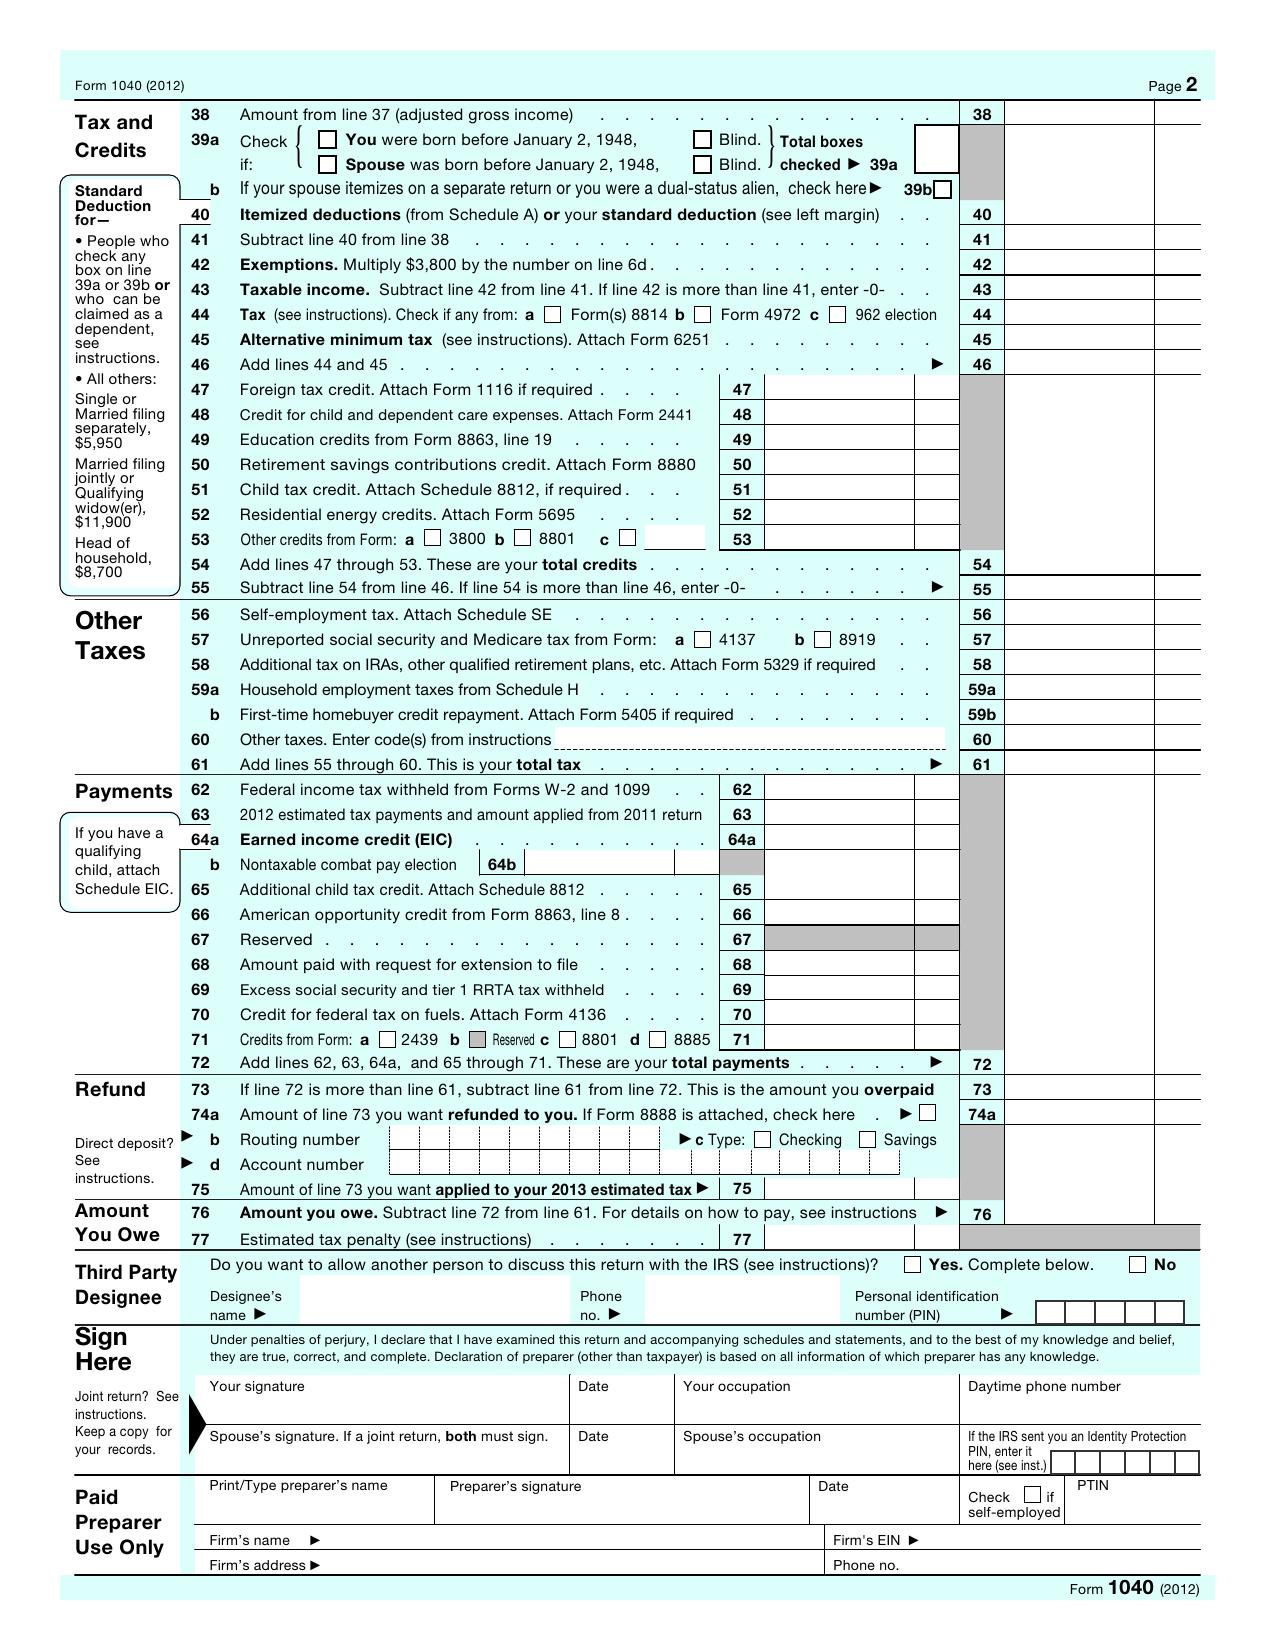 Form 1040 (2012) Page 2
Tax and Credits
38 Amount from line 37 (adjusted gross income) . . . . . . . . . . . . . . 38
39a Check if: { You were born before January 2, 1948, Blind. } Total boxes
Spouse was born before January 2, 1948, Blind. checked ▶ 39a
b If your spouse itemizes on a separate return or you were a dual-status alien, check here ▶ 39b
Standard
Deduction
for—
• People who
check any
box on line
39a or 39b or
who can be
claimed as a
dependent,
see
instructions.
• All others:
Single or
Married filing
separately,
$5,950
Married filing
jointly or
Qualifying
widow(er),
$11,900
Head of
household,
$8,700
40 Itemized deductions (from Schedule A) or your standard deduction (see left margin) . . 40
41 Subtract line 40 from line 38 . . . . . . . . . . . . . . . . . . . 41
42 Exemptions. Multiply $3,800 by the number on line 6d . . . . . . . . . . . . 42
43 Taxable income. Subtract line 42 from line 41. If line 42 is more than line 41, enter -0- . . 43
44 Tax (see instructions). Check if any from: a Form(s) 8814 b Form 4972 c 962 election 44
45 Alternative minimum tax (see instructions). Attach Form 6251 . . . . . . . . . 45
46 Add lines 44 and 45 . . . . . . . . . . . . . . . . . . . . . ▶ 46
47 Foreign tax credit. Attach Form 1116 if required . . . . 47
48 Credit for child and dependent care expenses. Attach Form 2441 48
49 Education credits from Form 8863, line 19 . . . . . 49
50 Retirement savings contributions credit. Attach Form 8880 50
51 Child tax credit. Attach Schedule 8812, if required . . . 51
52 Residential energy credits. Attach Form 5695 . . . . 52
53 Other credits from Form: a 3800 b 8801 c 53
54 Add lines 47 through 53. These are your total credits . . . . . . . . . . . . 54
55 Subtract line 54 from line 46. If line 54 is more than line 46, enter -0- . . . . . . ▶ 55
Other Taxes
56 Self-employment tax. Attach Schedule SE . . . . . . . . . . . . . . . 56
57 Unreported social security and Medicare tax from Form: a 4137 b 8919 . . 57
58 Additional tax on IRAs, other qualified retirement plans, etc. Attach Form 5329 if required . . 58
59a Household employment taxes from Schedule H . . . . . . . . . . . . . . 59a
b First-time homebuyer credit repayment. Attach Form 5405 if required . . . . . . . . 59b
60 Other taxes. Enter code(s) from instructions 60
61 Add lines 55 through 60. This is your total tax . . . . . . . . . . . . . ▶ 61
Payments
62 Federal income tax withheld from Forms W-2 and 1099 . . 62
63 2012 estimated tax payments and amount applied from 2011 return 63
If you have a
qualifying
child, attach
Schedule EIC.
64a Earned income credit (EIC) . . . . . . . . . . 64a
b Nontaxable combat pay election 64b
65 Additional child tax credit. Attach Schedule 8812 . . . . . 65
66 American opportunity credit from Form 8863, line 8 . . . . 66
67 Reserved . . . . . . . . . . . . . . . . 67
68 Amount paid with request for extension to file . . . . . 68
69 Excess social security and tier 1 RRTA tax withheld . . . . 69
70 Credit for federal tax on fuels. Attach Form 4136 . . . . 70
71 Credits from Form: a 2439 b Reserved c 8801 d 8885 71
72 Add lines 62, 63, 64a, and 65 through 71. These are your total payments . . . . . ▶ 72
Refund
73 If line 72 is more than line 61, subtract line 61 from line 72. This is the amount you overpaid 73
74a Amount of line 73 you want refunded to you. If Form 8888 is attached, check here . ▶ 74a
Direct deposit?
See
instructions.
▶ b Routing number ▶ c Type: Checking Savings
▶ d Account number
75 Amount of line 73 you want applied to your 2013 estimated tax ▶ 75
Amount You Owe
76 Amount you owe. Subtract line 72 from line 61. For details on how to pay, see instructions ▶ 76
77 Estimated tax penalty (see instructions) . . . . . . . 77
Third Party Designee
Do you want to allow another person to discuss this return with the IRS (see instructions)? Yes. Complete below. No
Designee's name ▶ Phone no. ▶ Personal identification number (PIN) ▶
Sign Here
Under penalties of perjury, I declare that I have examined this return and accompanying schedules and statements, and to the best of my knowledge and belief,
they are true, correct, and complete. Declaration of preparer (other than taxpayer) is based on all information of which preparer has any knowledge.
Joint return? See
instructions.
Keep a copy for
your records.
Your signature Date Your occupation Daytime phone number
Spouse's signature. If a joint return, both must sign. Date Spouse's occupation If the IRS sent you an Identity Protection
PIN, enter it
here (see inst.)
Paid Preparer Use Only
Print/Type preparer's name Preparer's signature Date Check if self-employed PTIN
Firm's name ▶ Firm's EIN ▶
Firm's address ▶ Phone no.
Form 1040 (2012)